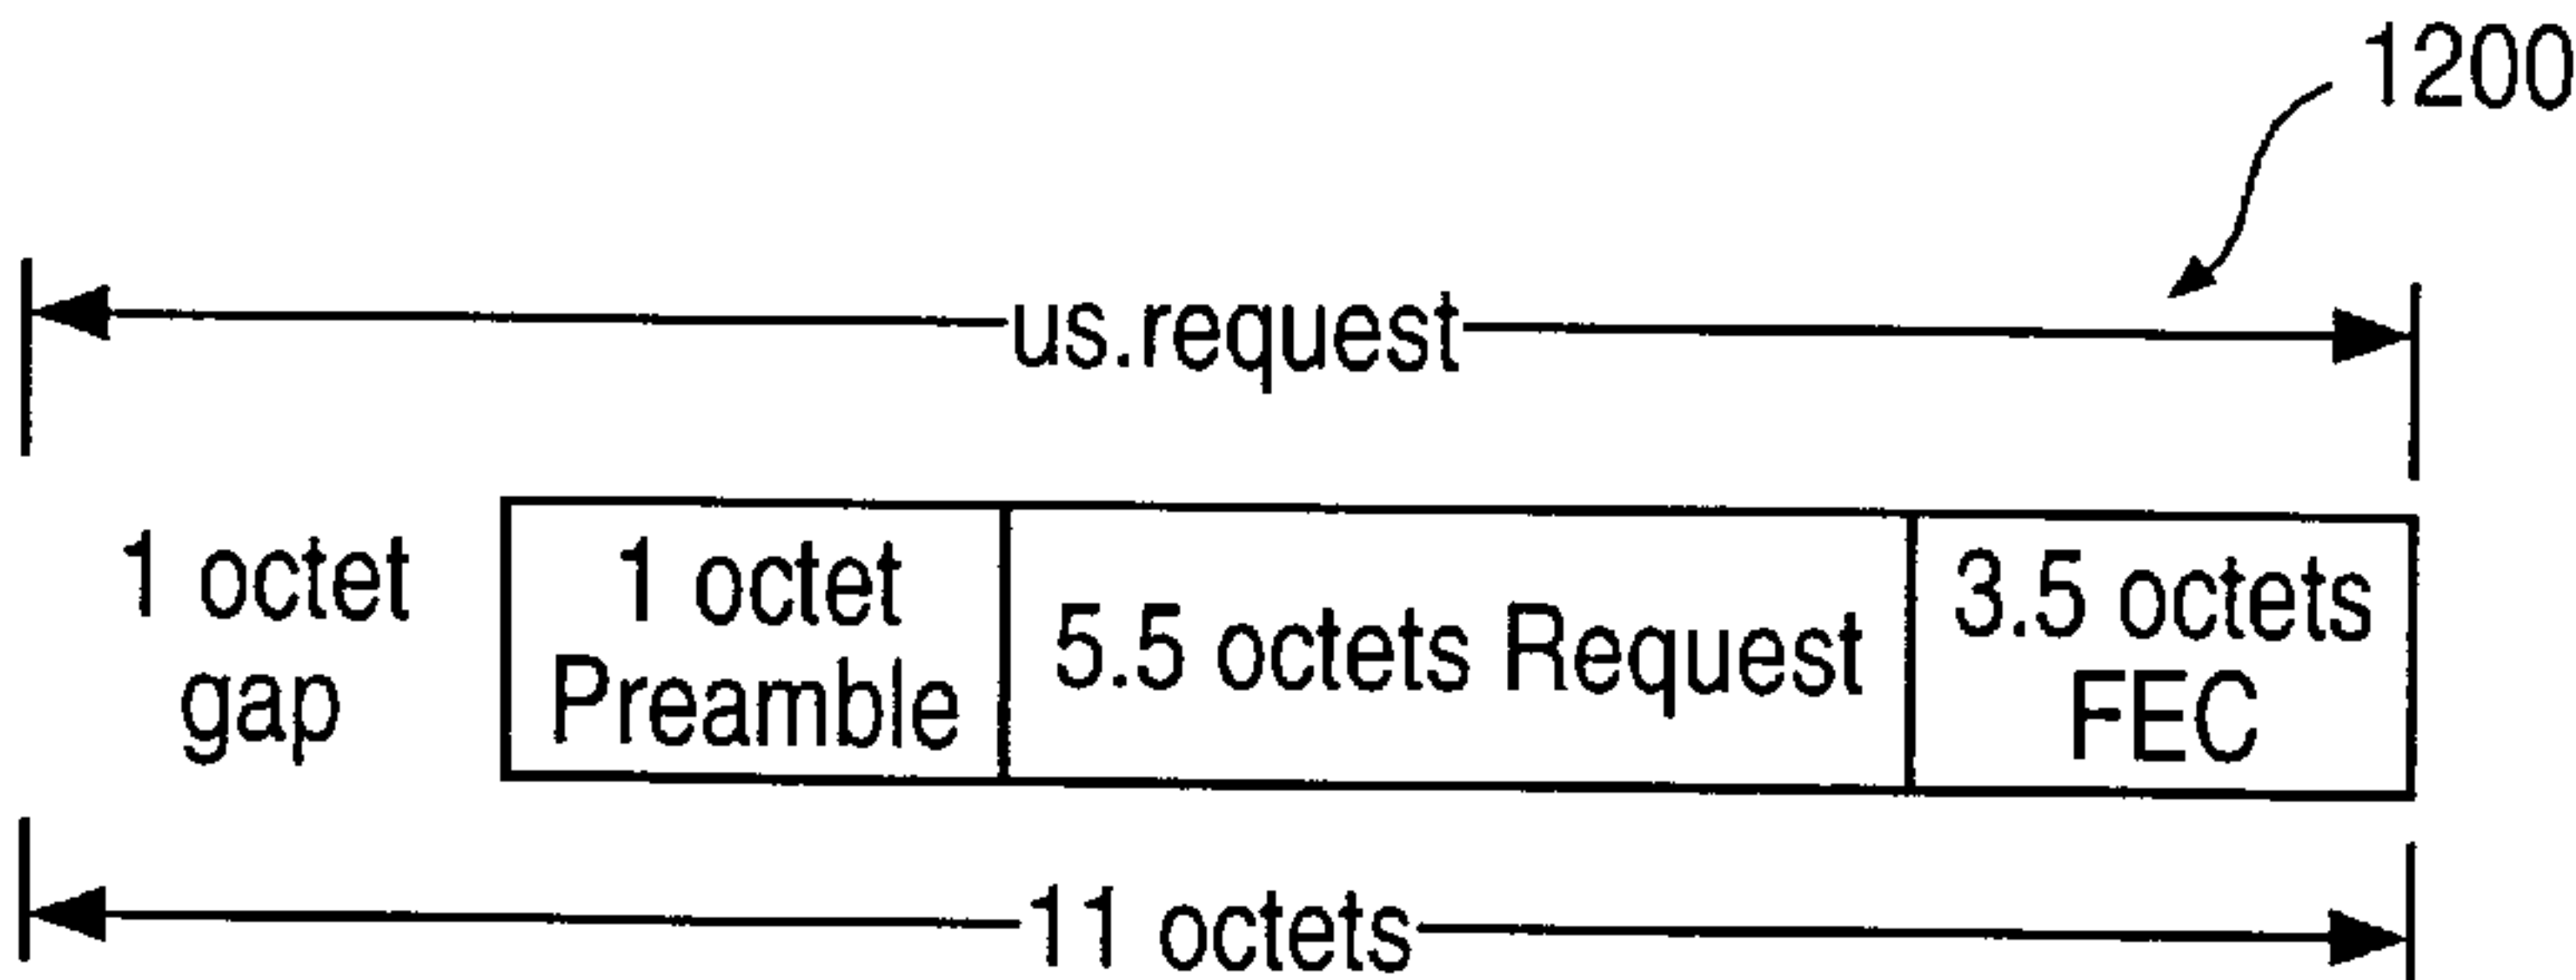 1200
us.request
1 octet
gap
1 octet
Preamble
5.5 octets Request
3.5 octets
FEC
11 octets